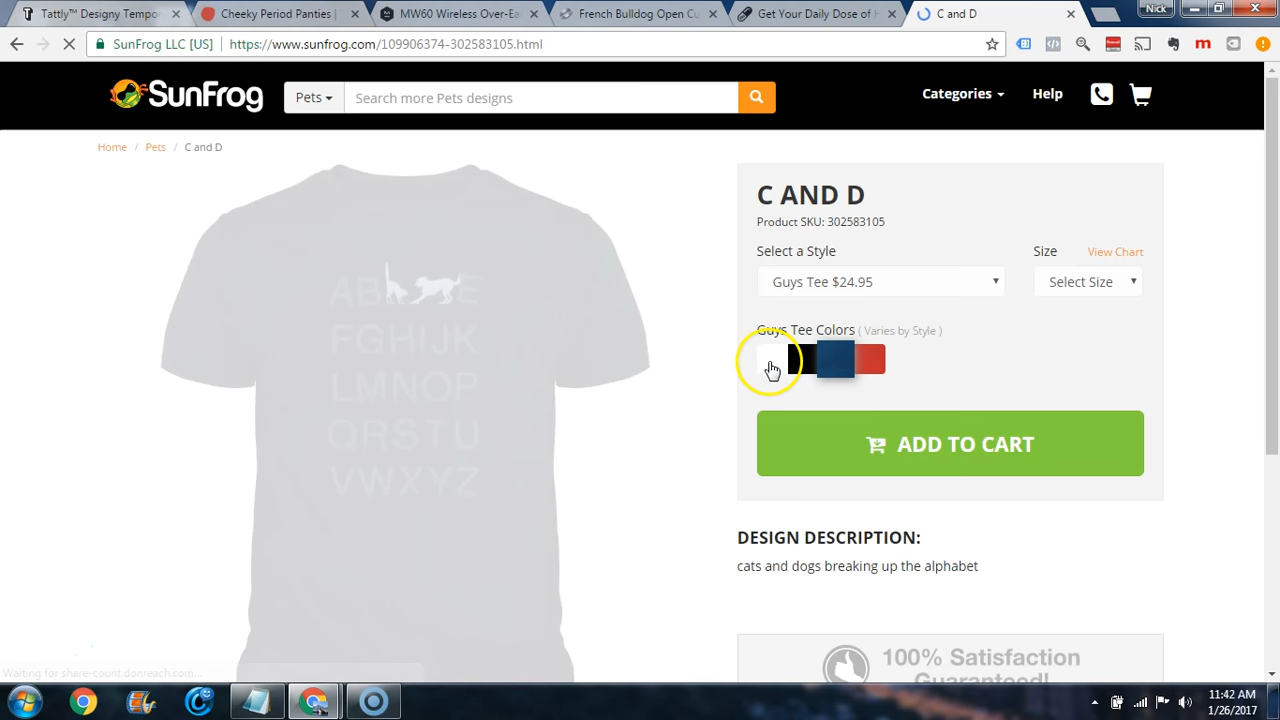 Tattly™ Designy Tempo
Cheeky Period Panties |
MW60 Wireless Over-Ea
French Bulldog Open Cu
Get Your Daily Dose of H
C and D
Nick
SunFrog LLC [US]
https://www.sunfrog.com/109596374-302583105.html
SunFrog
Pets
Search more Pets designs
Categories
Help
Home / Pets / C and D
AB E
FGHIJK
LMNOP
QRSTU
VWXYZ
C AND D
Product SKU: 302583105
Select a Style
Size
View Chart
Guys Tee $24.95
Select Size
Guys Tee Colors ( Varies by Style )
ADD TO CART
DESIGN DESCRIPTION:
cats and dogs breaking up the alphabet
100% Satisfaction
Guaranteed!
Waiting for share-count.donreach.com...
11:42 AM
1/26/2017